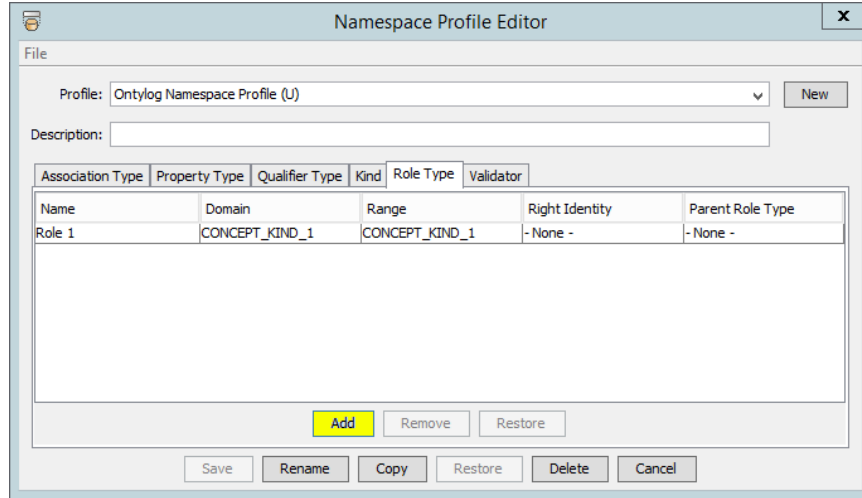 Namespace Profile Editor x
File
Profile: Ontylog Namespace Profile (U) New
Description:
Association Type Property Type Qualifier Type Kind Role Type Validator
Name Domain Range Right Identity Parent Role Type
Role 1 CONCEPT_KIND_1 CONCEPT_KIND_1 - None - - None -
Add Remove Restore
Save Rename Copy Restore Delete Cancel